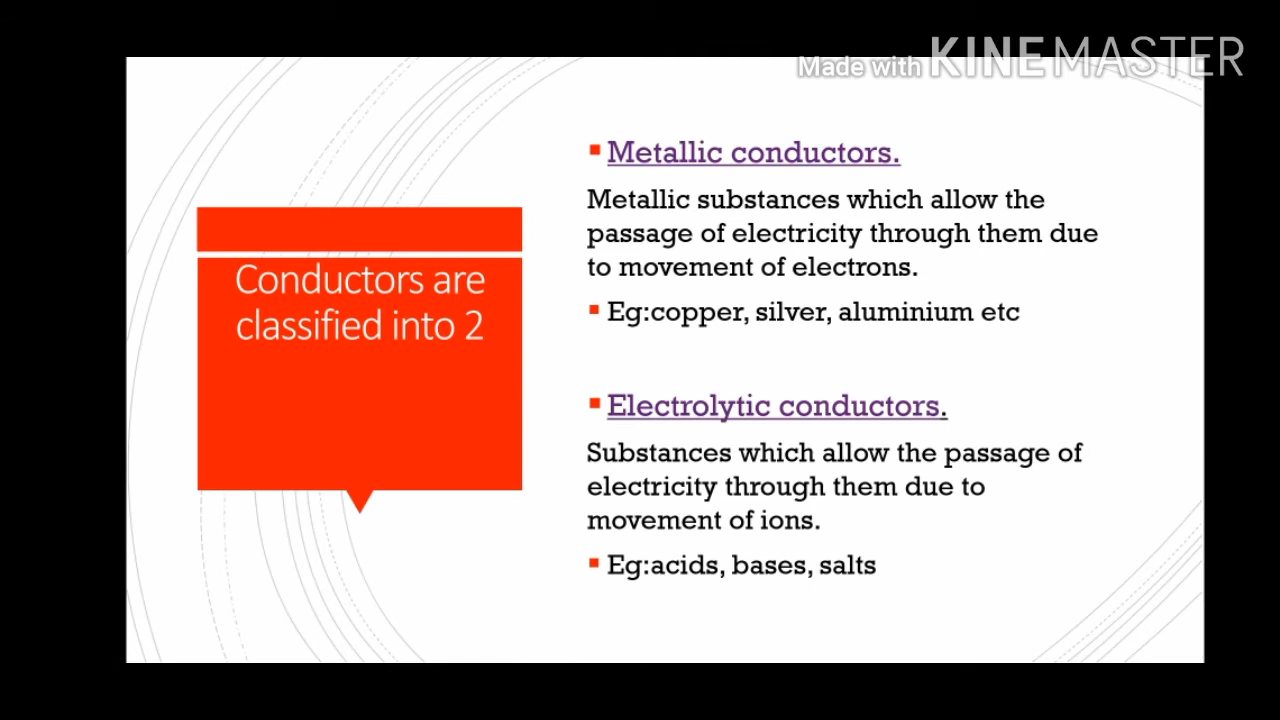 Made with KINEMASTER
Conductors are
classified into 2
Metallic conductors.
Metallic substances which allow the
passage of electricity through them due
to movement of electrons.
Eg:copper, silver, aluminium etc
Electrolytic conductors.
Substances which allow the passage of
electricity through them due to
movement of ions.
Eg:acids, bases, salts